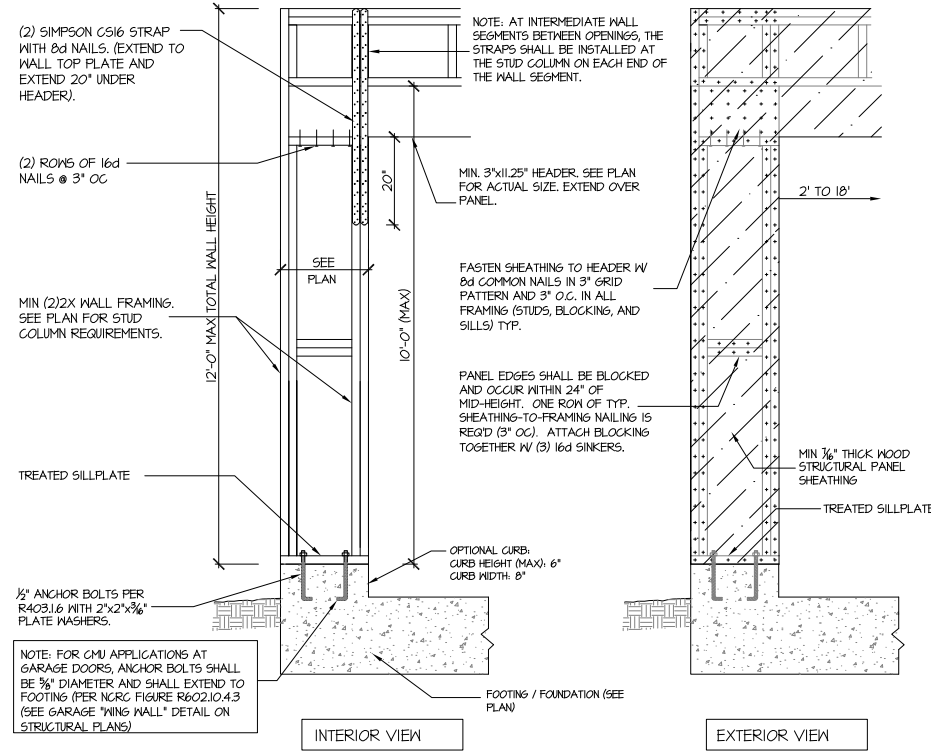 (2) SIMPSON CS16 STRAP
WITH 8d NAILS. (EXTEND TO
WALL TOP PLATE AND
EXTEND 20" UNDER
HEADER).
NOTE: AT INTERMEDIATE WALL
SEGMENTS BETWEEN OPENINGS, THE
STRAPS SHALL BE INSTALLED AT
THE STUD COLUMN ON EACH END OF
THE WALL SEGMENT.
(2) ROWS OF 16d
NAILS @ 3" OC
20"
MIN. 3"x11.25" HEADER. SEE PLAN
FOR ACTUAL SIZE. EXTEND OVER
PANEL.
2' TO 18'
12'-0" MAX TOTAL WALL HEIGHT
SEE
PLAN
10'-0" (MAX)
FASTEN SHEATHING TO HEADER W/
8d COMMON NAILS IN 3" GRID
PATTERN AND 3" O.C. IN ALL
FRAMING (STUDS, BLOCKING, AND
SILLS) TYP.
MIN (2)2X WALL FRAMING.
SEE PLAN FOR STUD
COLUMN REQUIREMENTS.
PANEL EDGES SHALL BE BLOCKED
AND OCCUR WITHIN 24" OF
MID-HEIGHT. ONE ROW OF TYP.
SHEATHING-TO-FRAMING NAILING IS
REQ'D (3" OC). ATTACH BLOCKING
TOGETHER W/ (3) 16d SINKERS.
MIN 7/16" THICK WOOD
STRUCTURAL PANEL
SHEATHING
TREATED SILLPLATE
TREATED SILLPLATE
OPTIONAL CURB:
CURB HEIGHT (MAX): 6"
CURB WIDTH: 8"
1/2" ANCHOR BOLTS PER
R403.1.6 WITH 2"x2"x3/16"
PLATE WASHERS.
NOTE: FOR CMU APPLICATIONS AT
GARAGE DOORS, ANCHOR BOLTS SHALL
BE 5/8" DIAMETER AND SHALL EXTEND TO
FOOTING (PER NCRC FIGURE R602.10.4.3
(SEE GARAGE "WING WALL" DETAIL ON
STRUCTURAL PLANS)
FOOTING / FOUNDATION (SEE
PLAN)
INTERIOR VIEW
EXTERIOR VIEW